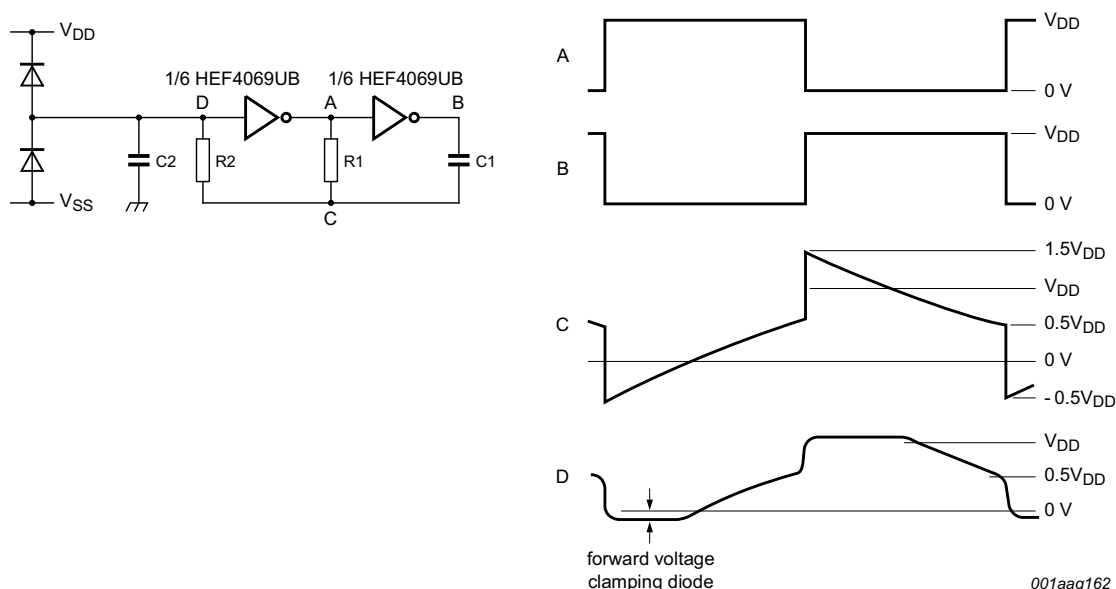 VDD
1/6 HEF4069UB 1/6 HEF4069UB
D A B
C2 R2 R1 C1
VSS
C
A
VDD
0 V
B
VDD
0 V
C
1.5VDD
VDD
0.5VDD
0 V
- 0.5VDD
D
VDD
0.5VDD
0 V
forward voltage
clamping diode
001aag162